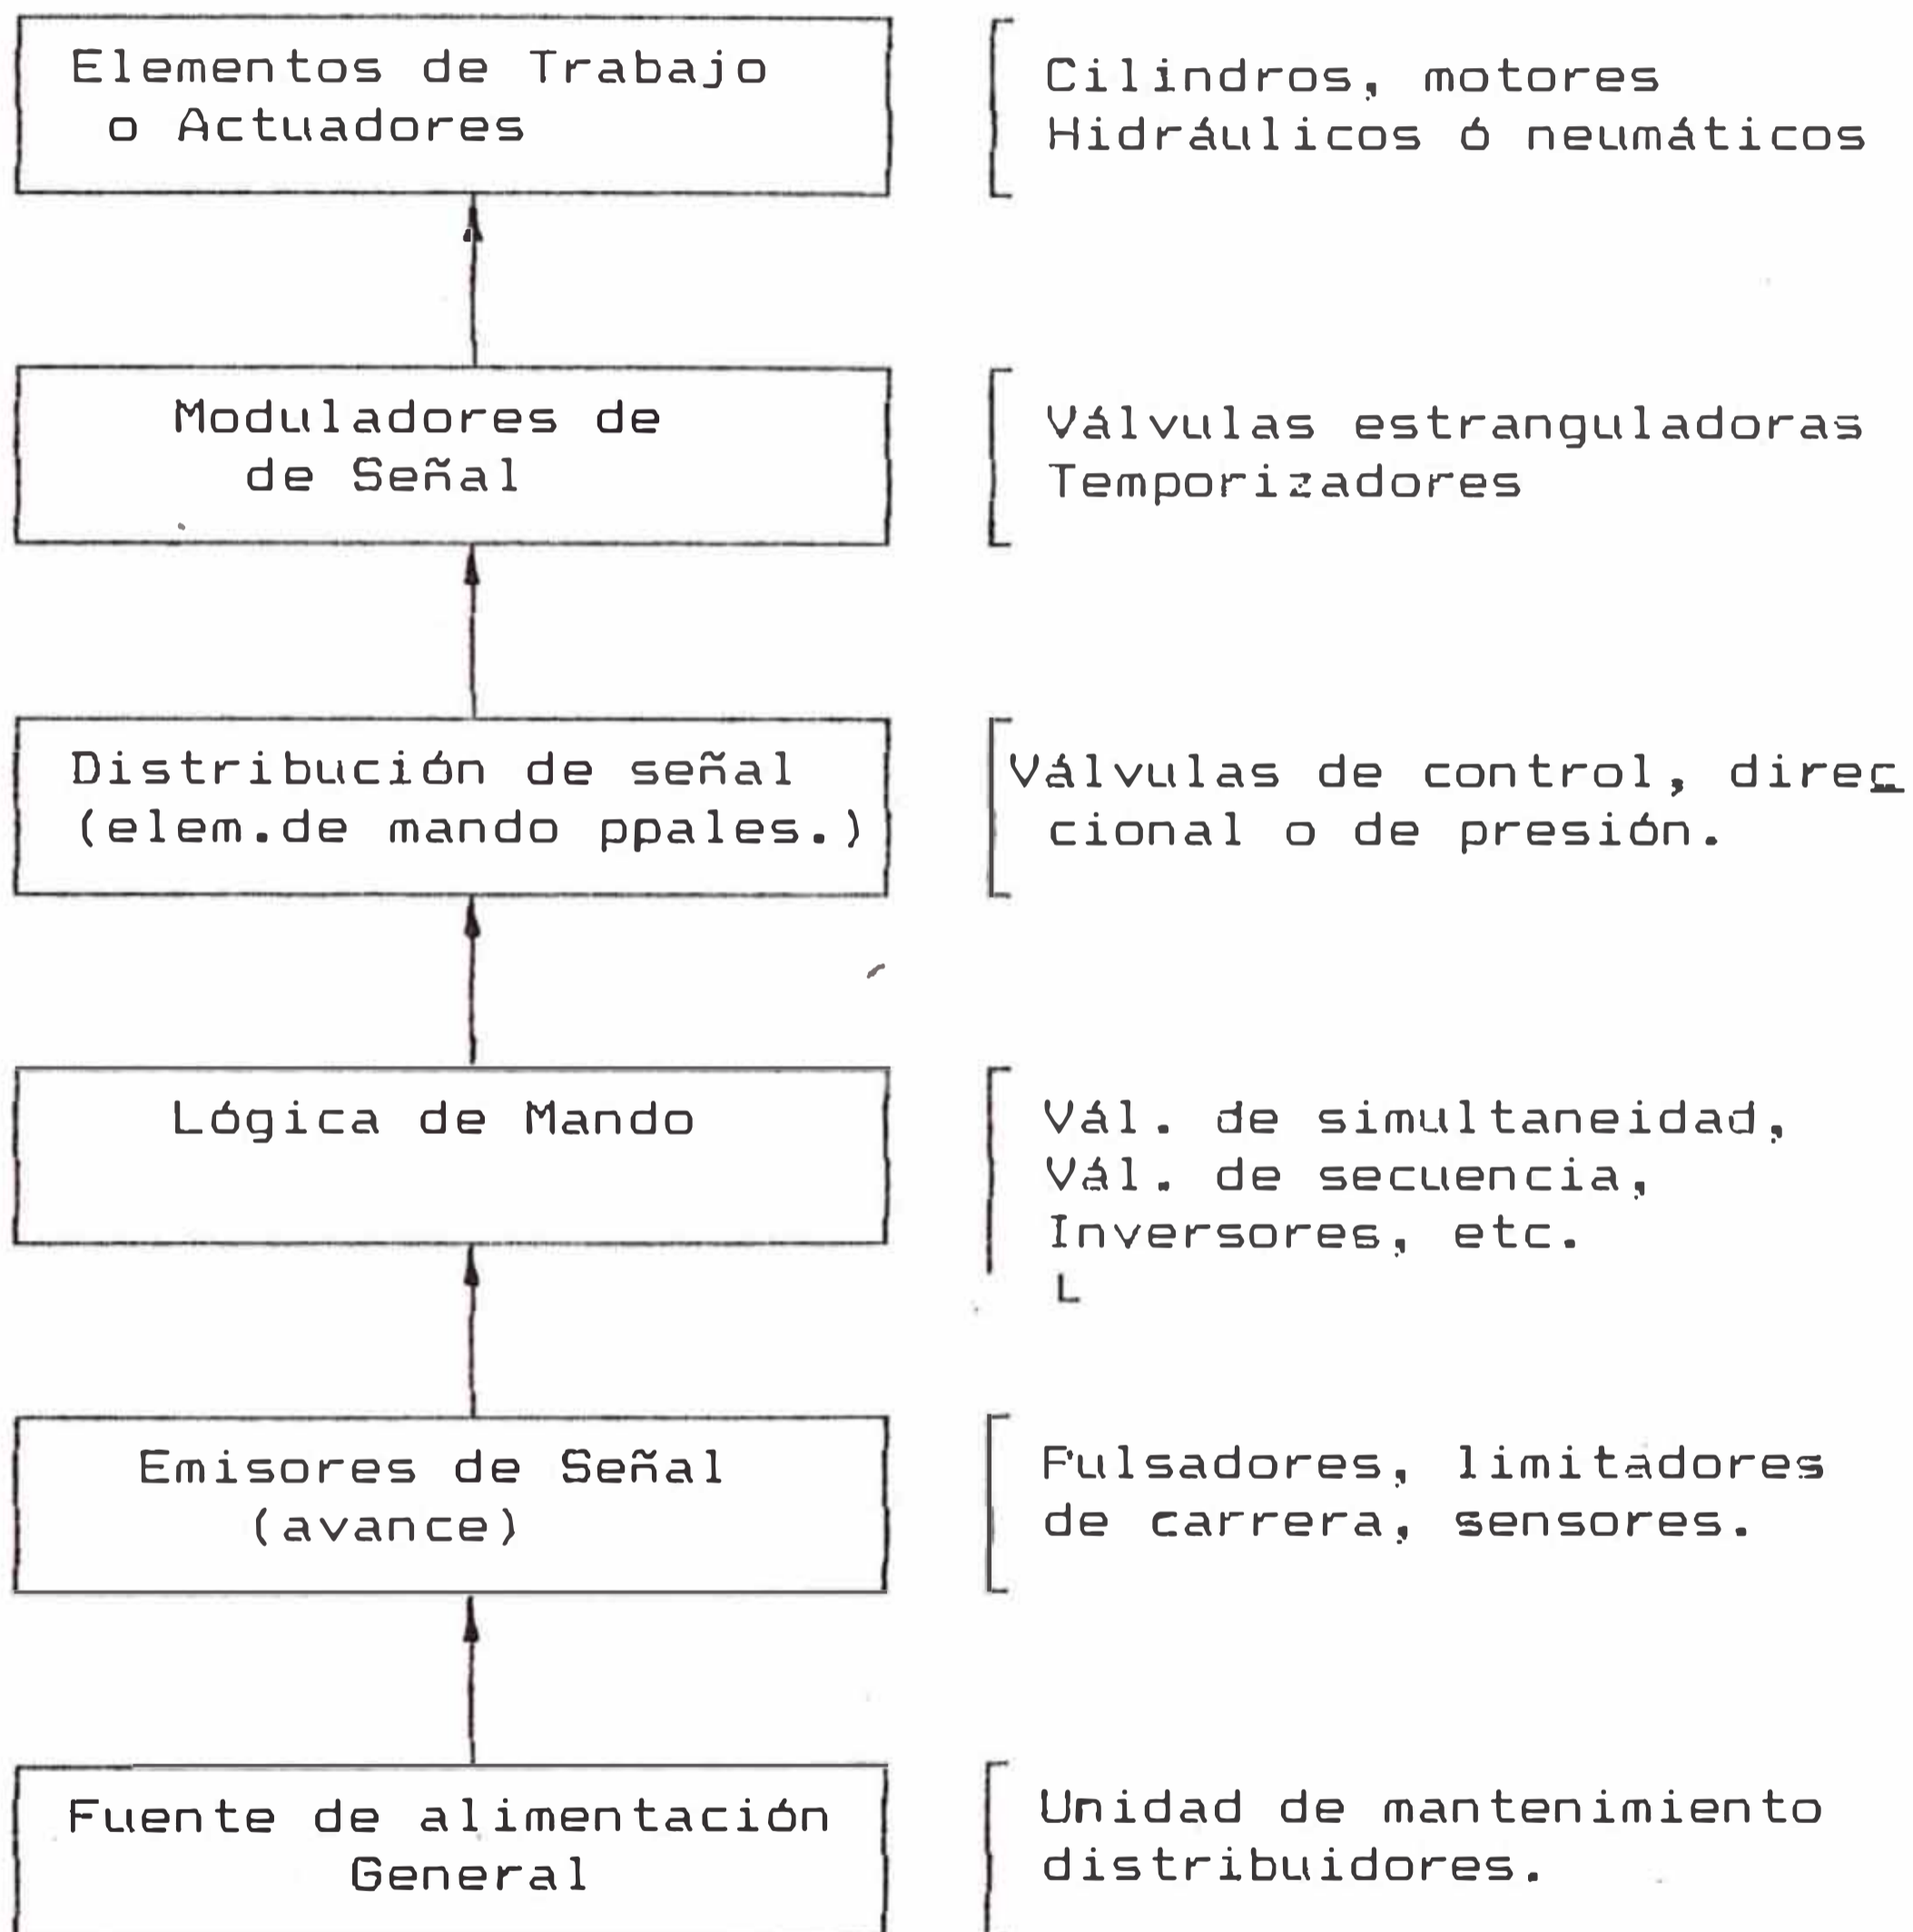 Elementos de Trabajo
o Actuadores
Cilindros, motores
Hidráulicos ó neumáticos
Moduladores de
de Señal
Válvulas estranguladoras
Temporizadores
Distribución de señal
(elem.de mando ppales.)
Válvulas de control, direc
cional o de presión.
Lógica de Mando
Vál. de simultaneidad,
Vál. de secuencia,
Inversores, etc.
Emisores de Señal
(avance)
Pulsadores, limitadores
de carrera, sensores.
Fuente de alimentación
General
Unidad de mantenimiento
distribuidores.